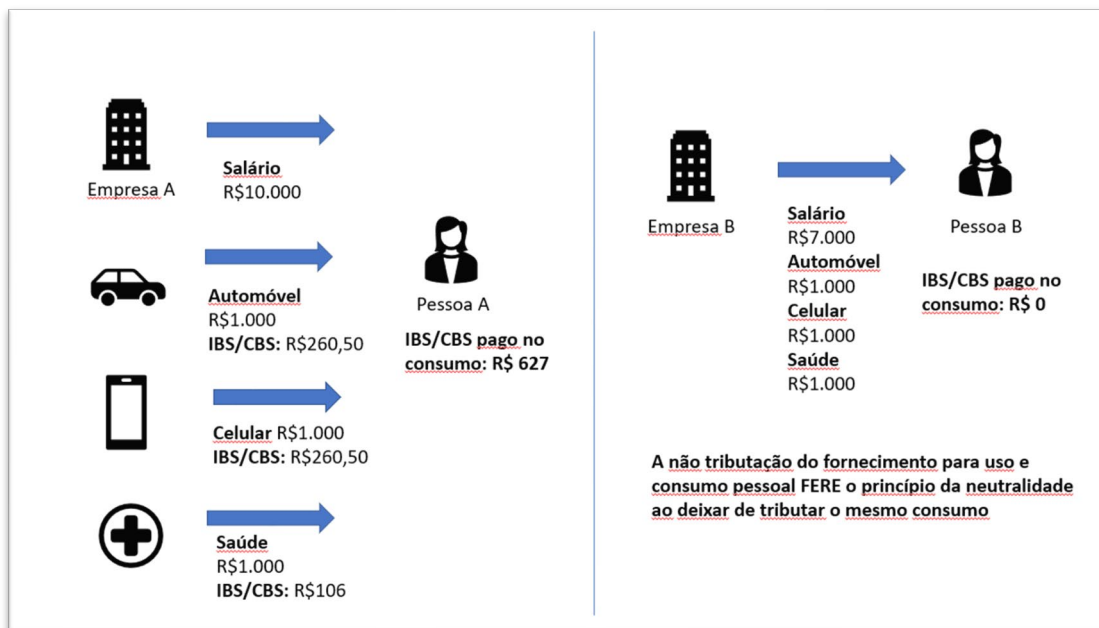 Salário
R$10.000
Empresa A
Automóvel
R$1.000
IBS/CBS: R$260,50
Pessoa A
IBS/CBS pago no
consumo: R$ 627
Celular R$1.000
IBS/CBS: R$260,50
Saúde
R$1.000
IBS/CBS: R$106
Empresa B
Salário
R$7.000
Automóvel
R$1.000
Celular
R$1.000
Saúde
R$1.000
Pessoa B
IBS/CBS pago no
consumo: R$ 0
A não tributação do fornecimento para uso e
consumo pessoal FERE o princípio da neutralidade
ao deixar de tributar o mesmo consumo